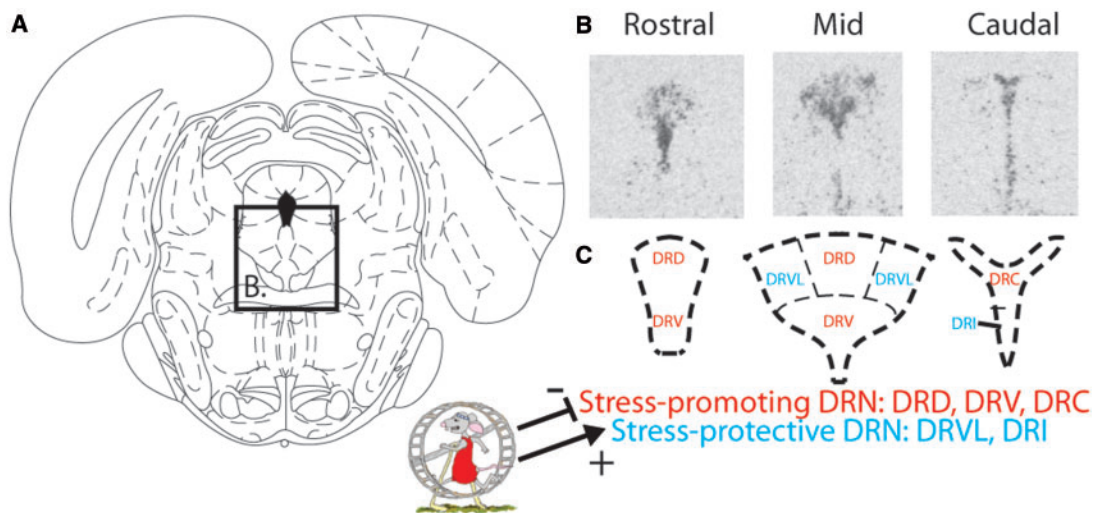 A
B.
B
Rostral Mid Caudal
C
DRD
DRV
DRD
DRVL DRVL
DRV
DRC
DRI
− Stress-promoting DRN: DRD, DRV, DRC
Stress-protective DRN: DRVL, DRI
+